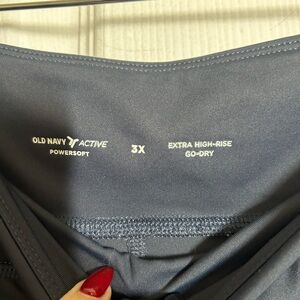 OLD NAVY ACTIVE
POWERSOFT
3X
EXTRA HIGH-RISE
GO-DRY